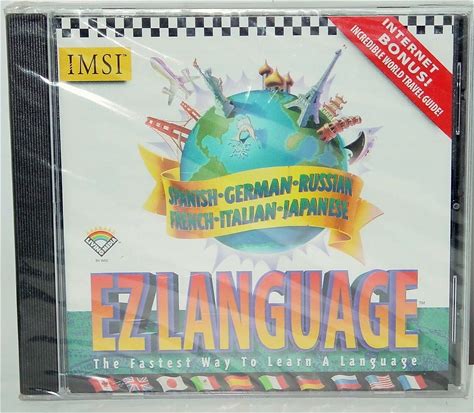 IMSI
INTERNET
BONUS!
INCREDIBLE WORLD TRAVEL GUIDE!
SPANISH·GERMAN·RUSSIAN
FRENCH·ITALIAN·JAPANESE
EZ LANGUAGE™
The Fastest Way To Learn A Language